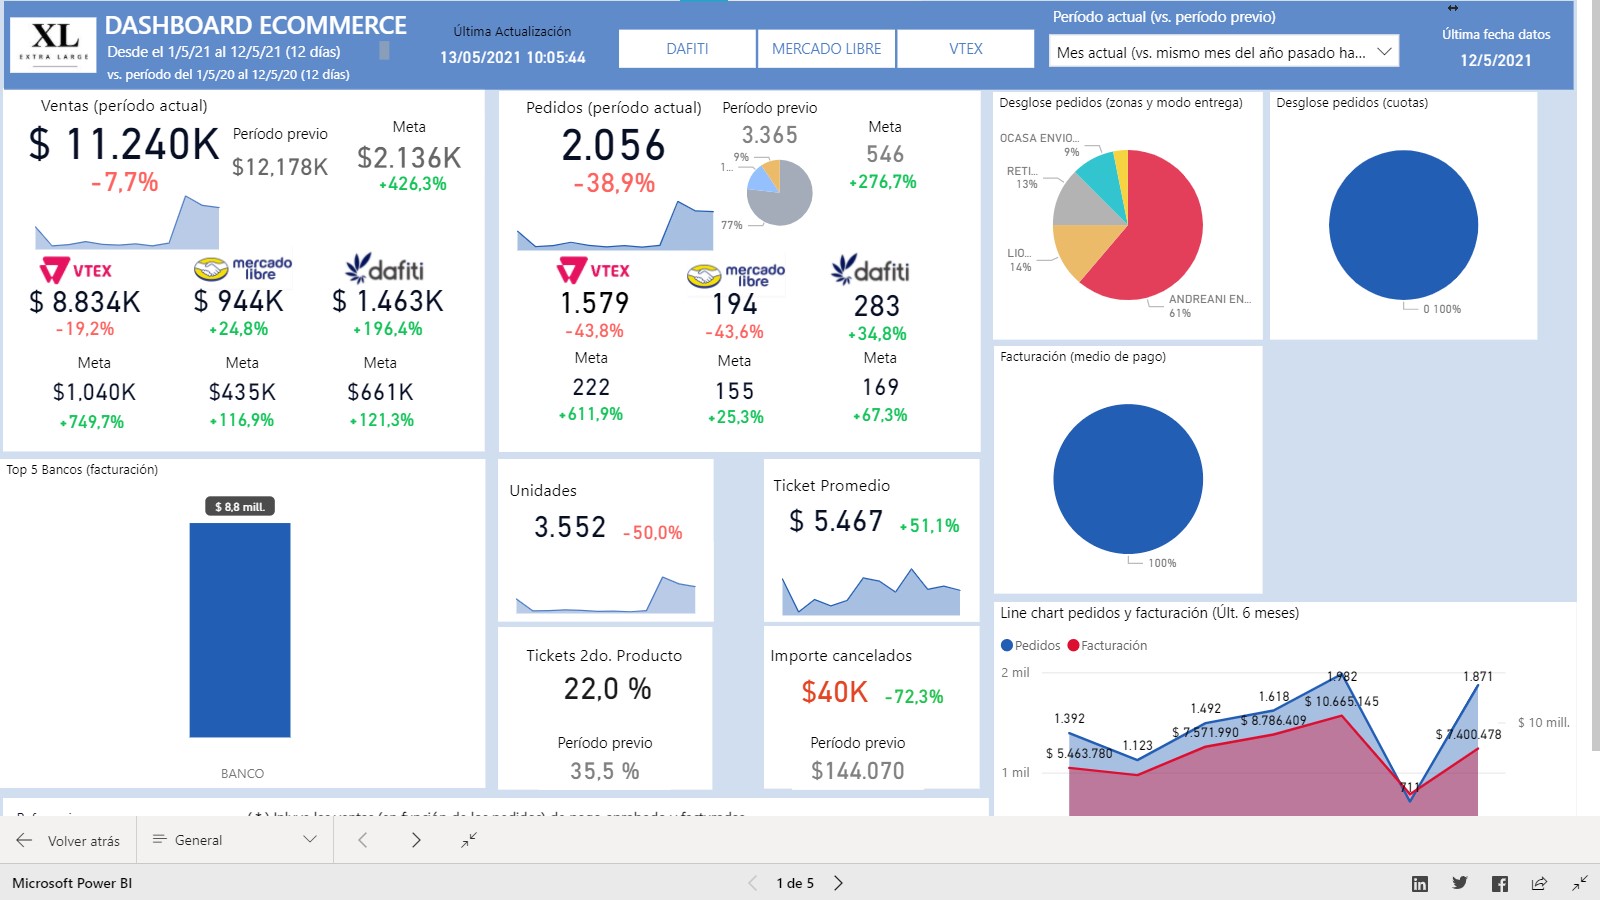 XL
EXTRA LARGE
DASHBOARD ECOMMERCE
Desde el 1/5/21 al 12/5/21 (12 días)
vs. período del 1/5/20 al 12/5/20 (12 días)
Última Actualización
13/05/2021 10:05:44
DAFITI
MERCADO LIBRE
VTEX
Período actual (vs. período previo)
Mes actual (vs. mismo mes del año pasado ha...
Última fecha datos
12/5/2021
Ventas (período actual)
$ 11.240K
-7,7%
Período previo
$12,178K
Meta
$2.136K
+426,3%
VTEX
$ 8.834K
-19,2%
Meta
$1,040K
+749,7%
mercado
libre
$ 944K
+24,8%
Meta
$435K
+116,9%
dafiti
$ 1.463K
+196,4%
Meta
$661K
+121,3%
Pedidos (período actual)
2.056
-38,9%
Período previo
3.365
9%
1...
77%
Meta
546
+276,7%
VTEX
1.579
-43,8%
Meta
222
+611,9%
mercado
libre
194
-43,6%
Meta
155
+25,3%
dafiti
283
+34,8%
Meta
169
+67,3%
Desglose pedidos (zonas y modo entrega)
OCASA ENVIO...
9%
RETI...
13%
LIO...
14%
ANDREANI EN...
61%
Desglose pedidos (cuotas)
0 100%
Facturación (medio de pago)
100%
Top 5 Bancos (facturación)
$ 8,8 mill.
BANCO
Unidades
3.552 -50,0%
Ticket Promedio
$ 5.467 +51,1%
Tickets 2do. Producto
22,0 %
Período previo
35,5 %
Importe cancelados
$40K -72,3%
Período previo
$144.070
Line chart pedidos y facturación (Últ. 6 meses)
Pedidos Facturación
2 mil
1 mil
$ 10 mill.
1.392
1.123
1.492
1.618
1.982
711
1.871
$ 5.463.780
$ 7.571.990
$ 8.786.409
$ 10.665.145
$ 7.400.478
Volver atrás
General
Microsoft Power BI
1 de 5